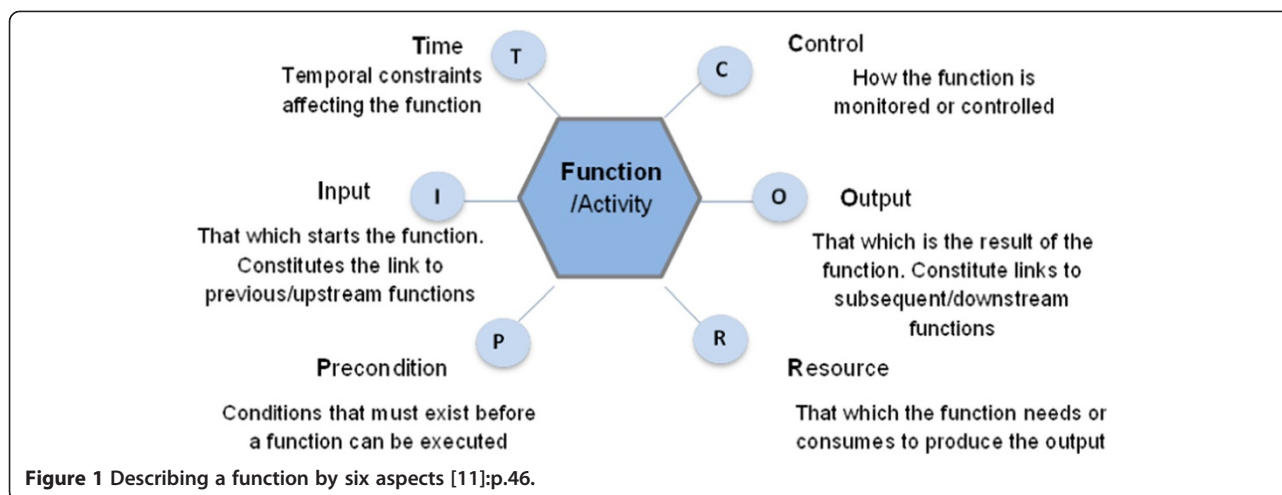 Time
Temporal constraints
affecting the function
T
C
Control
How the function is
monitored or controlled
Function
/Activity
Input
I
That which starts the function.
Constitutes the link to
previous/upstream functions
O
Output
That which is the result of the
function. Constitute links to
subsequent/downstream
functions
P
Precondition
Conditions that must exist before
a function can be executed
R
Resource
That which the function needs or
consumes to produce the output
Figure 1 Describing a function by six aspects [11]:p.46.